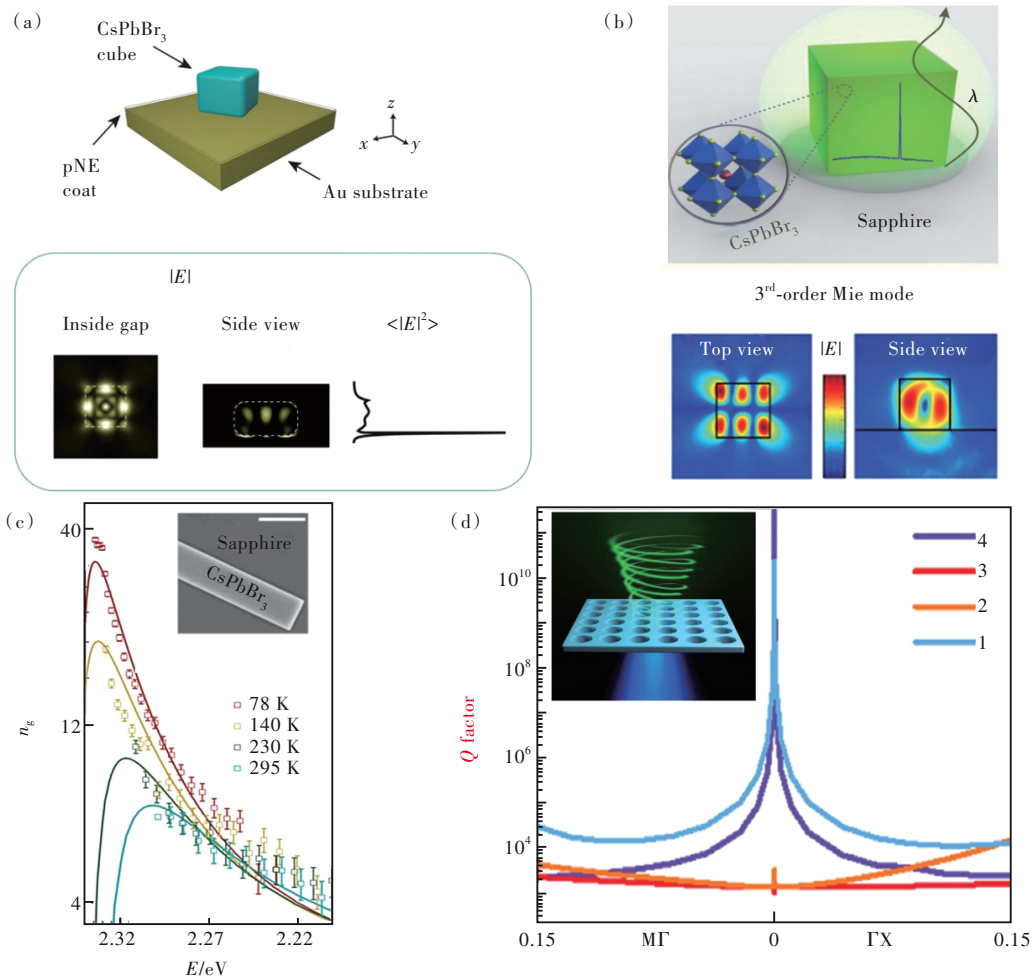 (a)
CsPbBr₃
cube
pNE
coat
Au substrate
z
x
y
|E|
Inside gap
Side view
<|E|²>
(b)
λ
CsPbBr₃
Sapphire
3rd-order Mie mode
Top view
|E|
Side view
(c)
40
12
4
n_g
Sapphire
CsPbBr₃
78 K
140 K
230 K
295 K
2.32
2.27
2.22
E/eV
(d)
10¹⁰
10⁸
10⁶
10⁴
Q factor
4
3
2
1
0.15
MΓ
0
ΓX
0.15